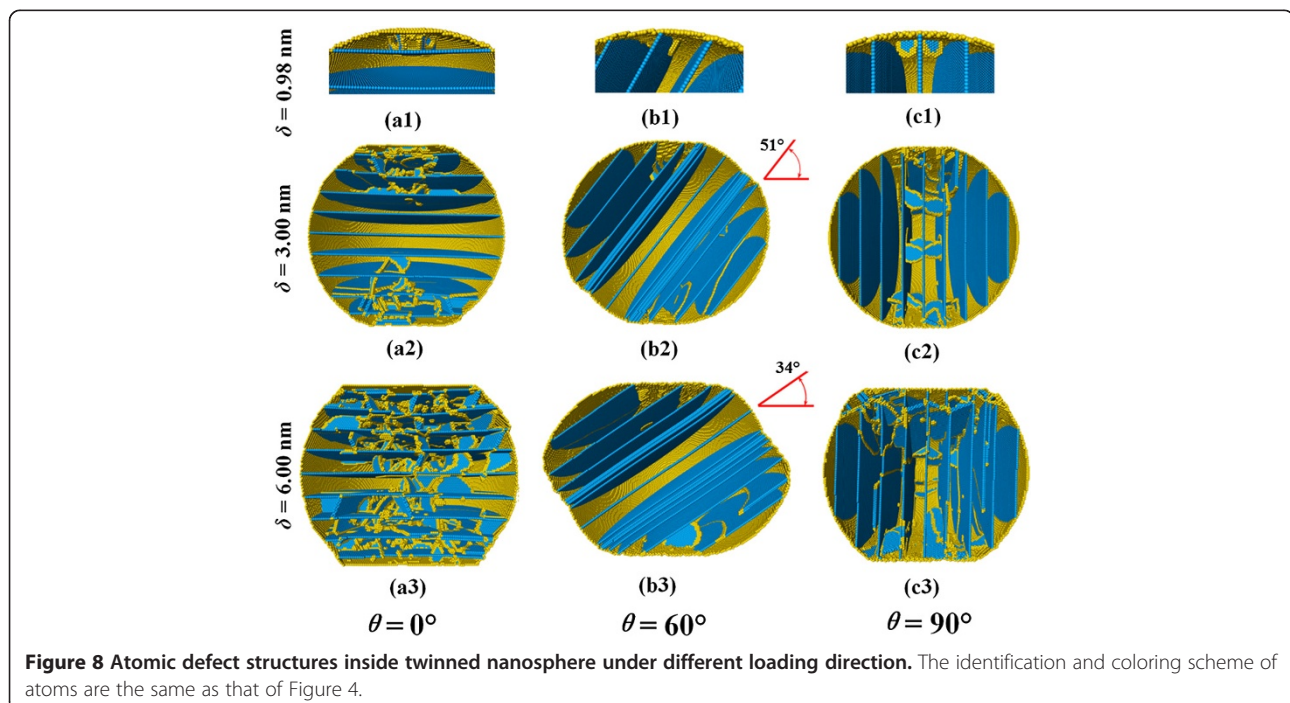 δ = 0.98 nm
(a1)
(b1)
(c1)
δ = 3.00 nm
51°
(a2)
(b2)
(c2)
δ = 6.00 nm
34°
(a3)
(b3)
(c3)
θ = 0°
θ = 60°
θ = 90°
Figure 8 Atomic defect structures inside twinned nanosphere under different loading direction. The identification and coloring scheme of
atoms are the same as that of Figure 4.